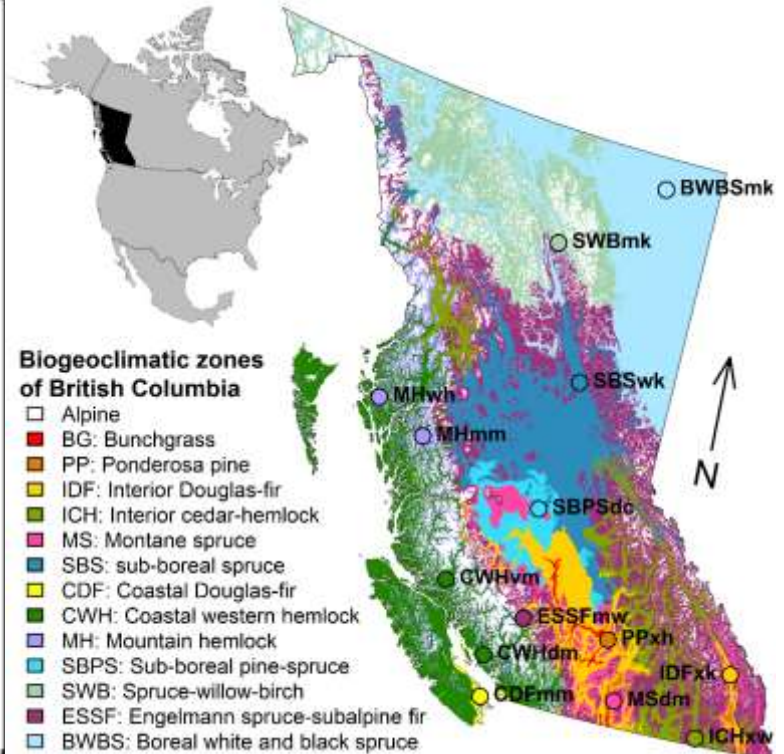 BWBSmk
SWBmk
SBSwk
MHwh
MHmm
N
SBPSdc
CWHvm
ESSFmw
PPxh
CWHdm
IDFxk
CDFmm
MSdm
ICHxw
Biogeoclimatic zones
of British Columbia
Alpine
BG: Bunchgrass
PP: Ponderosa pine
IDF: Interior Douglas-fir
ICH: Interior cedar-hemlock
MS: Montane spruce
SBS: sub-boreal spruce
CDF: Coastal Douglas-fir
CWH: Coastal western hemlock
MH: Mountain hemlock
SBPS: Sub-boreal pine-spruce
SWB: Spruce-willow-birch
ESSF: Engelmann spruce-subalpine fir
BWBS: Boreal white and black spruce